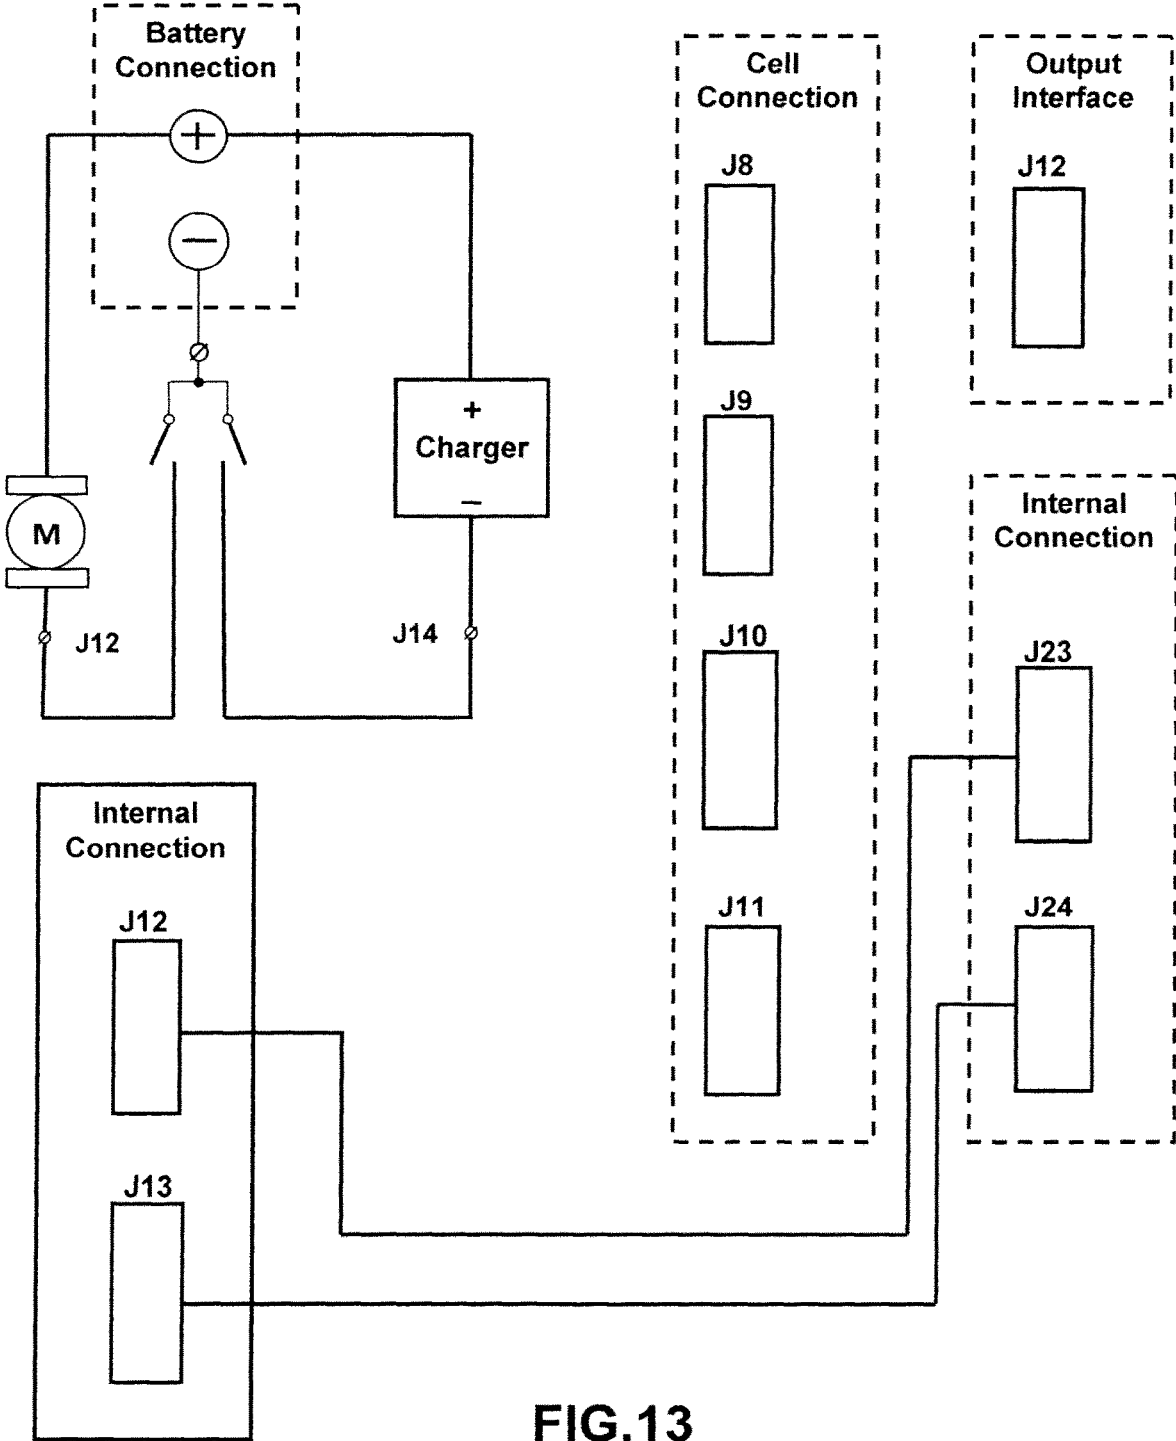 Battery
Connection
+
−
+
Charger
−
M
J12
J14
Cell
Connection
J8
J9
J10
J11
Output
Interface
J12
Internal
Connection
J23
J24
Internal
Connection
J12
J13
FIG.13